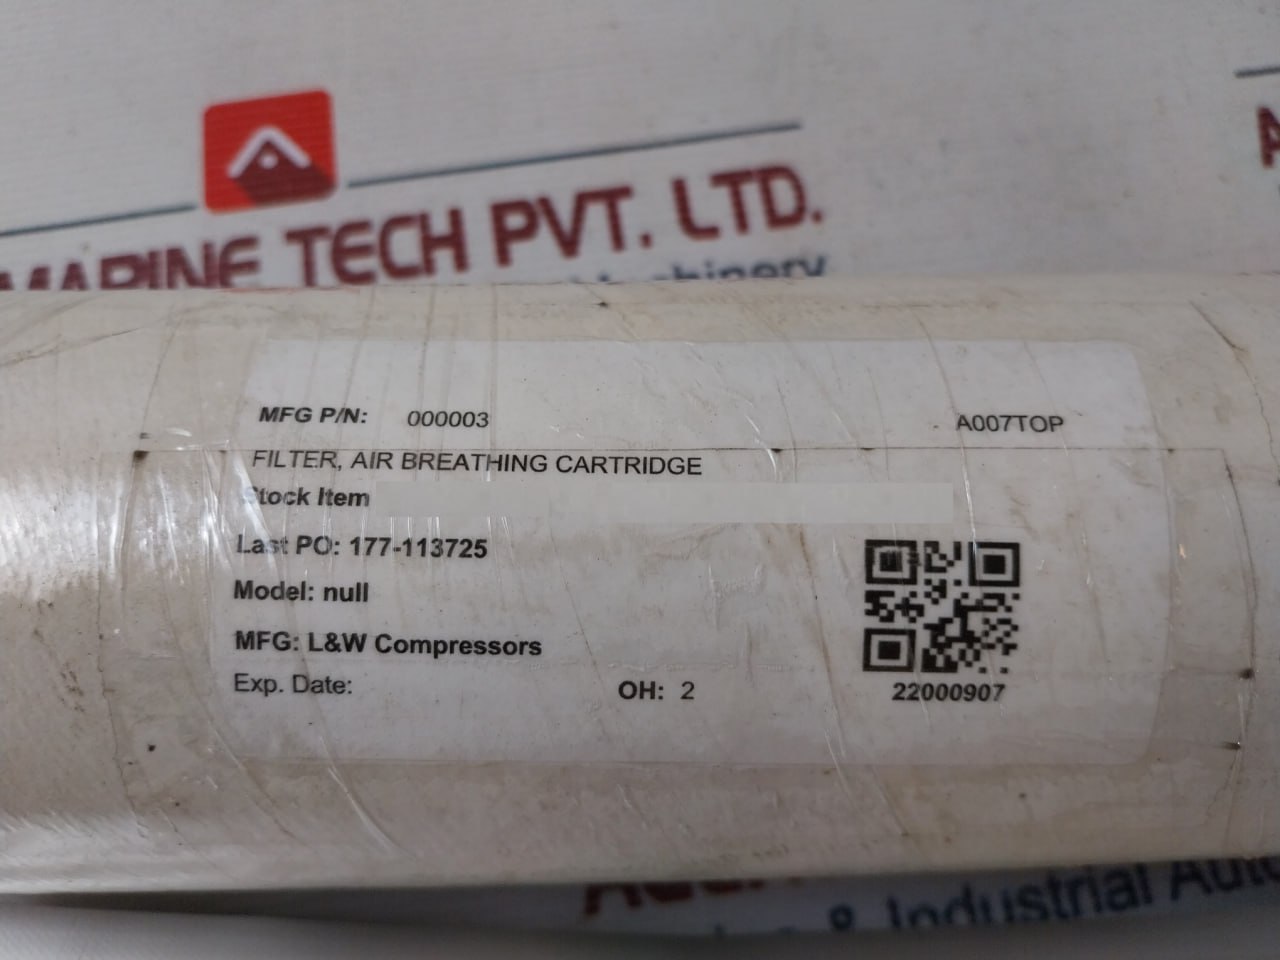 MARINE TECH PVT. LTD.
MFG P/N: 000003 A007TOP
FILTER, AIR BREATHING CARTRIDGE
Stock Item
Last PO: 177-113725
Model: null
MFG: L&W Compressors
Exp. Date: OH: 2
22000907
& Industrial